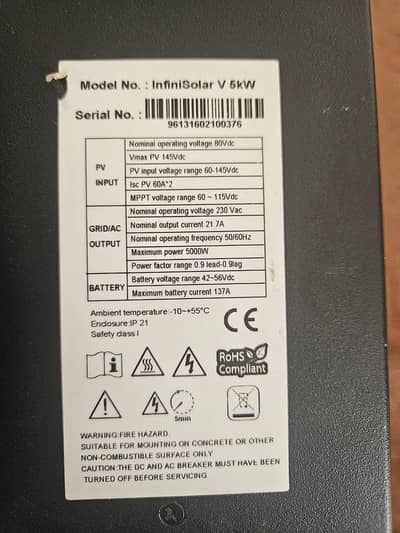 Model No. : InfiniSolar V 5kW
Serial No. :
96131602100376
PV INPUT
Nominal operating voltage 80Vdc
Vmax PV 145Vdc
PV input voltage range 60-145Vdc
Isc PV 60A*2
MPPT voltage range 60 ~ 115Vdc
GRID/AC OUTPUT
Nominal operating voltage 230 Vac
Nominal output current 21.7A
Nominal operating frequency 50/60Hz
Maximum power 5000W
Power factor range 0.9 lead-0.9lag
BATTERY
Battery voltage range 42~56Vdc
Maximum battery current 137A
Ambient temperature:-10~+55°C
Enclosure:IP 21
Safety class I
CE
RoHS
Compliant
5min
WARNING:FIRE HAZARD.
SUITABLE FOR MOUNTING ON CONCRETE OR OTHER
NON-COMBUSTIBLE SURFACE ONLY
CAUTION:THE DC AND AC BREAKER MUST HAVE BEEN
TURNED OFF BEFORE SERVICING